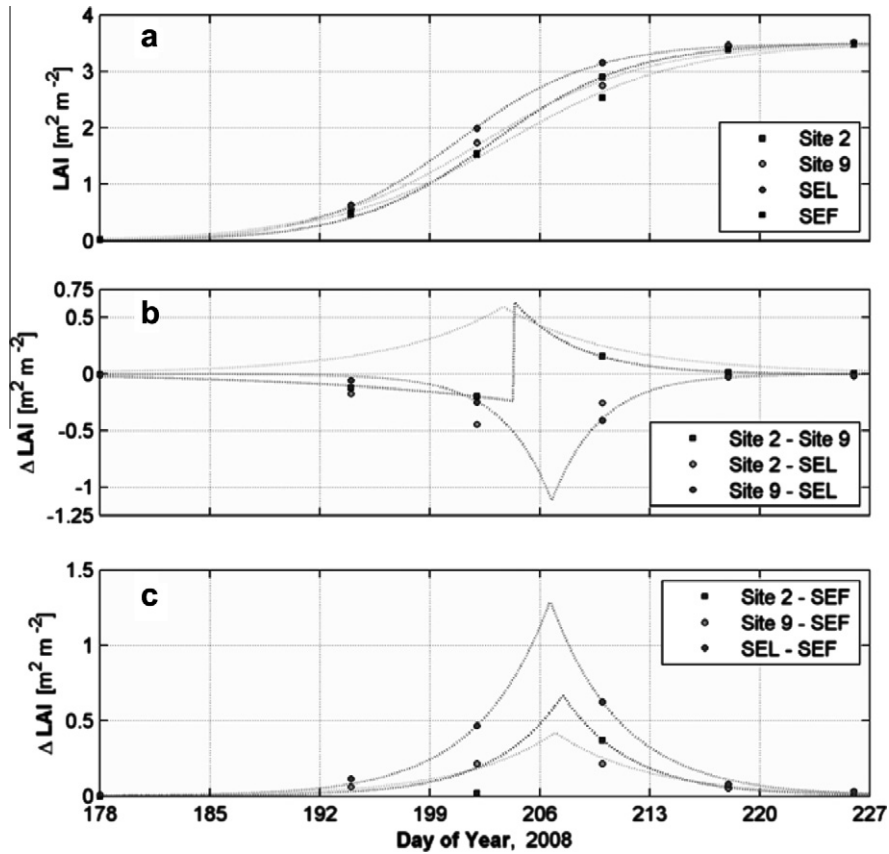 a
4
3
2
1
0
LAI [m² m⁻²]
Site 2
Site 9
SEL
SEF
b
0.75
0.5
0
-0.5
-1
-1.25
Δ LAI [m² m⁻²]
Site 2 - Site 9
Site 2 - SEL
Site 9 - SEL
c
1.5
1
0.5
0
Δ LAI [m² m⁻²]
Site 2 - SEF
Site 9 - SEF
SEL - SEF
178 185 192 199 206 213 220 227
Day of Year, 2008